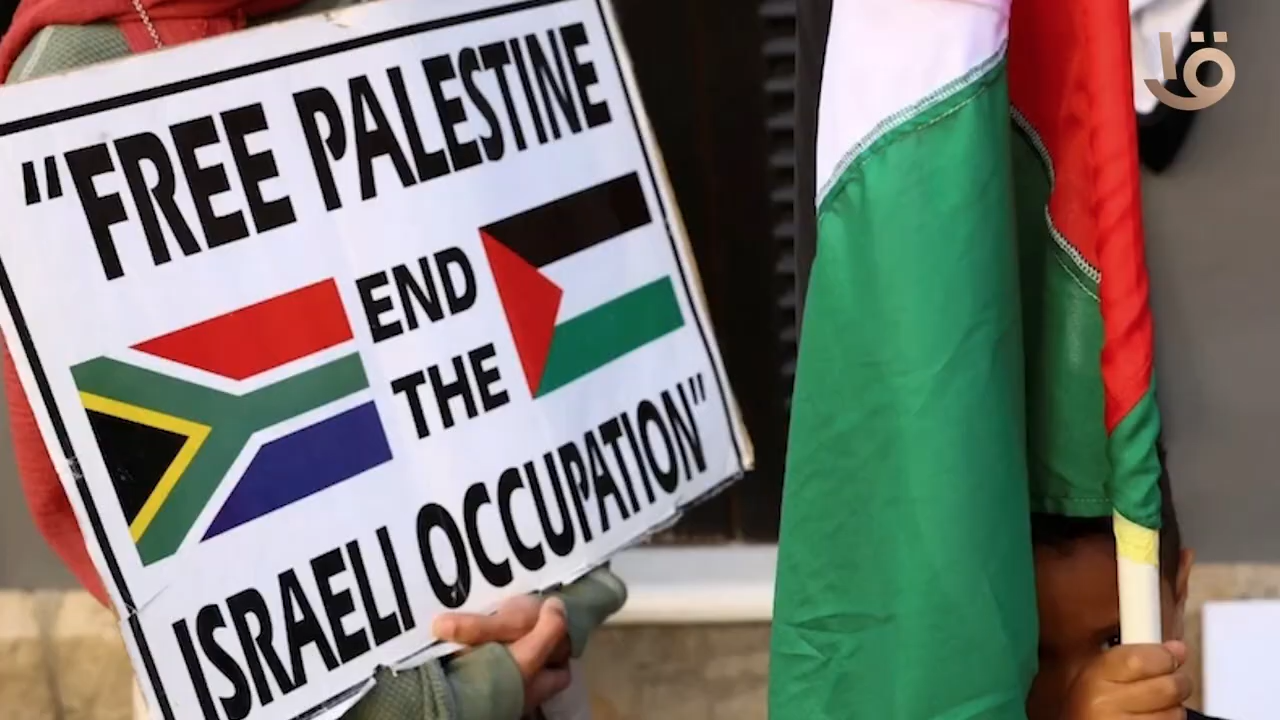 “FREE PALESTINE
END
THE
ISRAELI OCCUPATION”